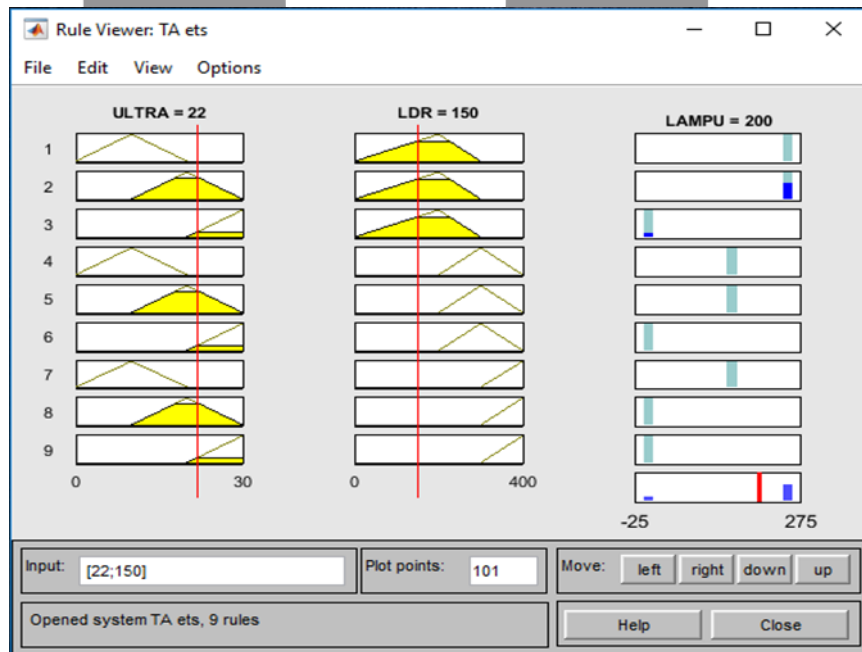 Rule Viewer: TA ets
File Edit View Options
ULTRA = 22 LDR = 150 LAMPU = 200
1
2
3
4
5
6
7
8
9
0 30 0 400
-25 275
Input: [22;150] Plot points: 101 Move: left right down up
Opened system TA ets, 9 rules Help Close